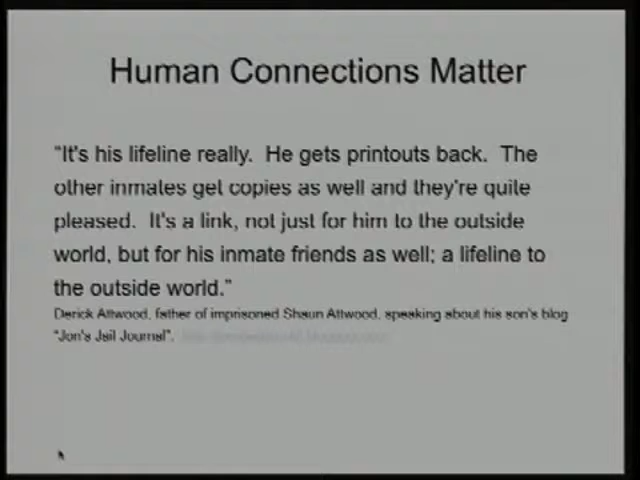 Human Connections Matter
“It's his lifeline really.  He gets printouts back.  The
other inmates get copies as well and they're quite
pleased.  It's a link, not just for him to the outside
world, but for his inmate friends as well; a lifeline to
the outside world.”
Derick Attwood, father of imprisoned Shaun Attwood, speaking about his son's blog
“Jon's Jail Journal”.